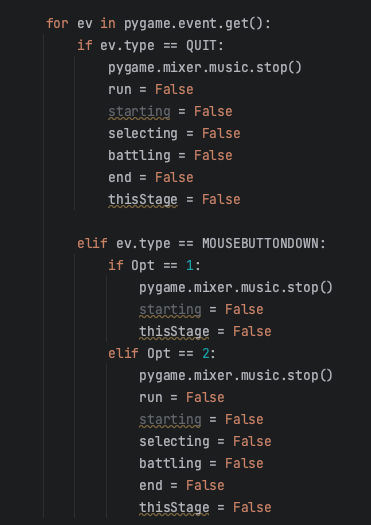 for ev in pygame.event.get():
    if ev.type == QUIT:
        pygame.mixer.music.stop()
        run = False
        starting = False
        selecting = False
        battling = False
        end = False
        thisStage = False

    elif ev.type == MOUSEBUTTONDOWN:
        if Opt == 1:
            pygame.mixer.music.stop()
            starting = False
            thisStage = False
        elif Opt == 2:
            pygame.mixer.music.stop()
            run = False
            starting = False
            selecting = False
            battling = False
            end = False
            thisStage = False